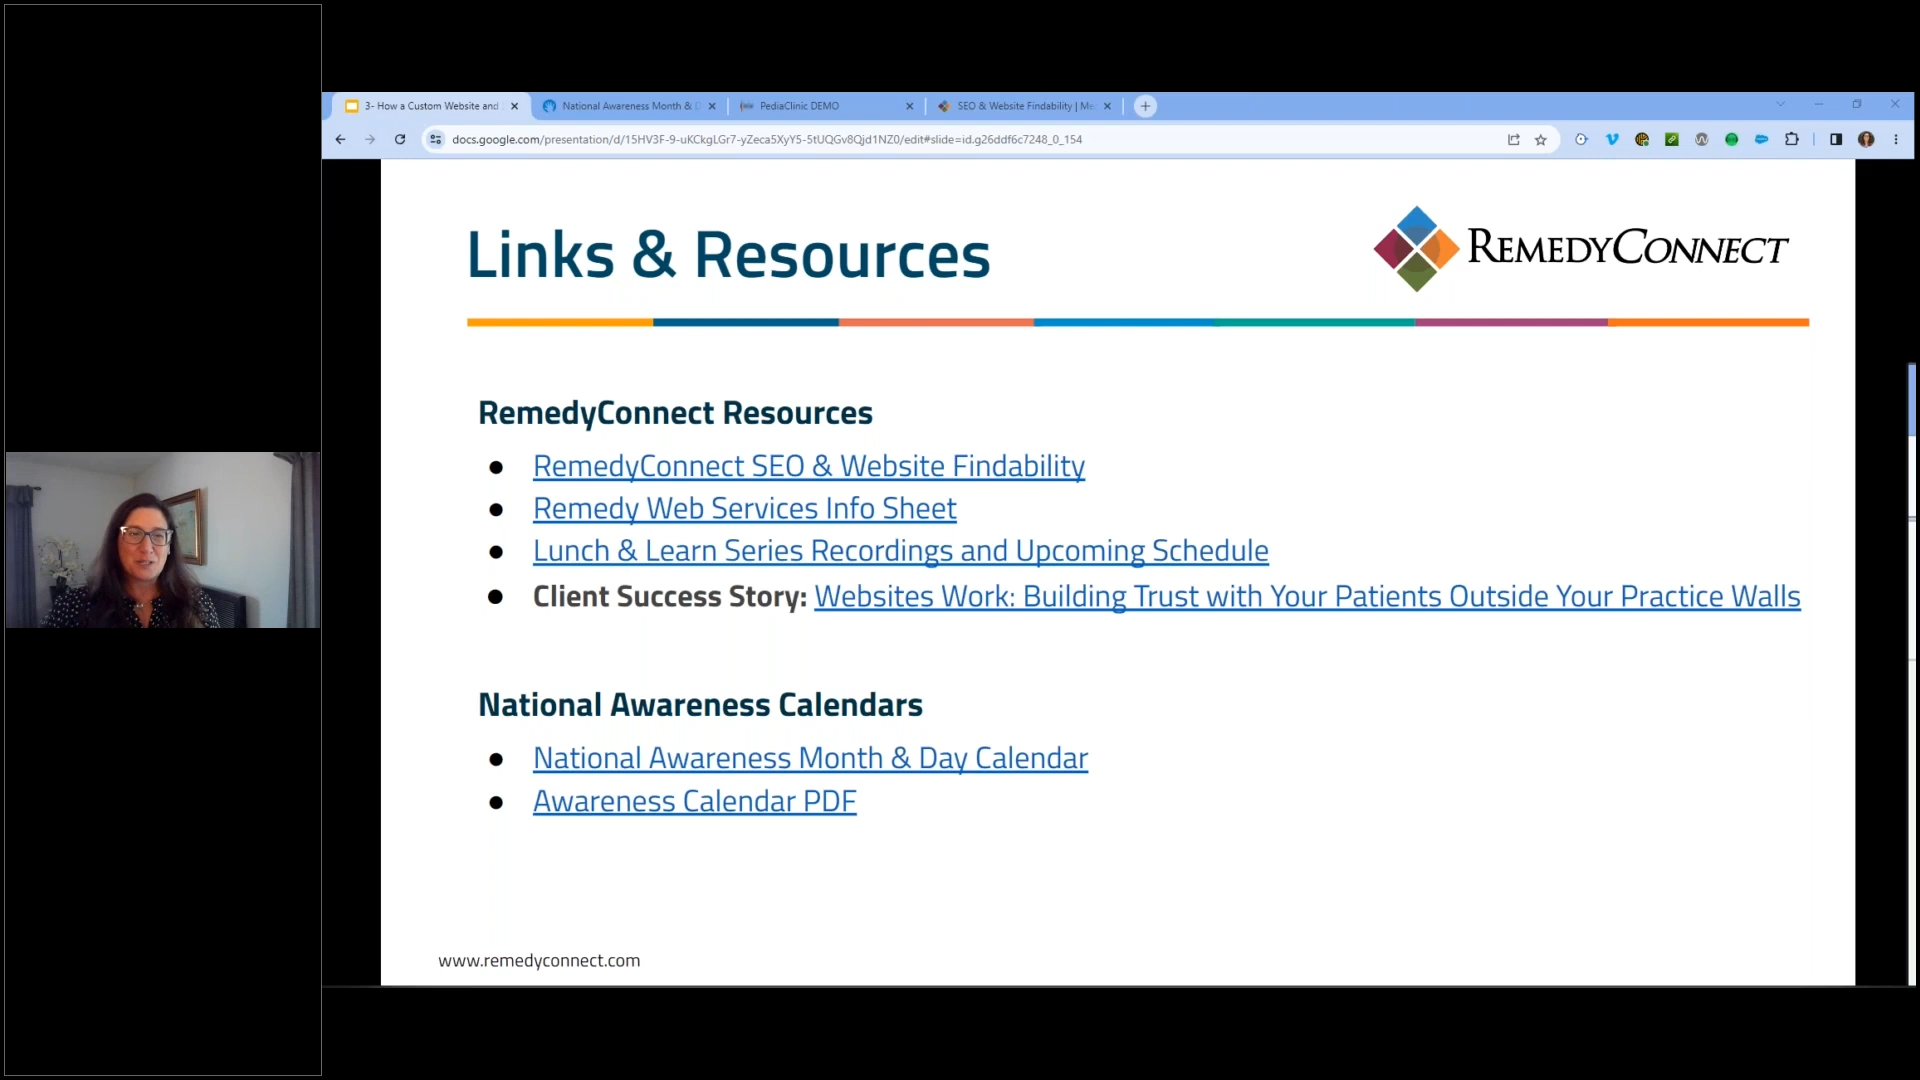 3- How a Custom Website and
National Awareness Month & D
PediaClinic DEMO
SEO & Website Findability | Me
docs.google.com/presentation/d/15HV3F-9-uKCkgLGr7-yZeca5XyY5-5tUQGv8Qjd1NZ0/edit#slide=id.g26ddf6c7248_0_154
Links & Resources
REMEDYCONNECT
RemedyConnect Resources
● RemedyConnect SEO & Website Findability
● Remedy Web Services Info Sheet
● Lunch & Learn Series Recordings and Upcoming Schedule
● Client Success Story: Websites Work: Building Trust with Your Patients Outside Your Practice Walls
National Awareness Calendars
● National Awareness Month & Day Calendar
● Awareness Calendar PDF
www.remedyconnect.com